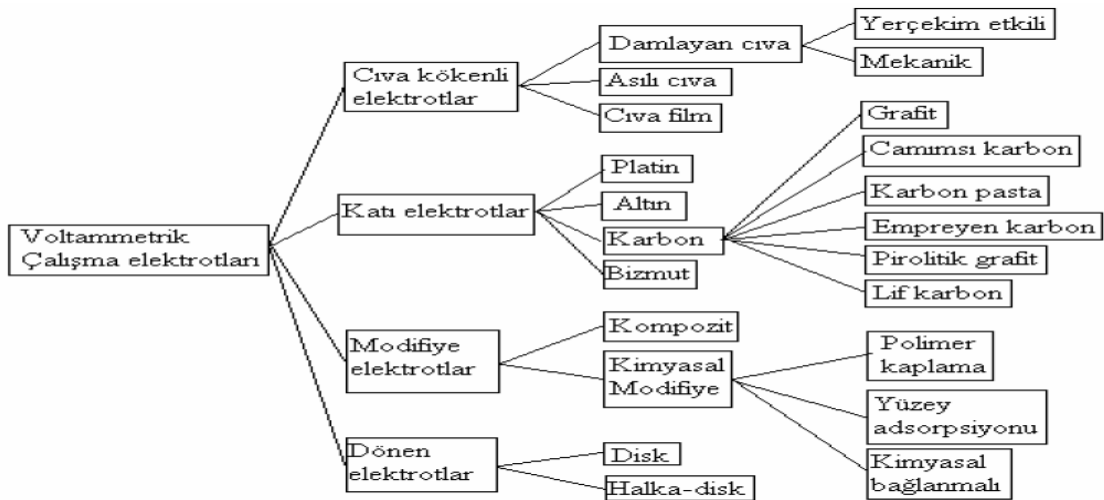 Voltammetrik
Çalışma elektrotları
Cıva kökenli
elektrotlar
Damlayan cıva
Yerçekim etkili
Mekanik
Asılı cıva
Cıva film
Katı elektrotlar
Platin
Altın
Karbon
Grafit
Camımsı karbon
Karbon pasta
Empreyen karbon
Pirolitik grafit
Lif karbon
Bizmut
Modifiye
elektrotlar
Kompozit
Kimyasal
Modifiye
Polimer
kaplama
Yüzey
adsorpsiyonu
Kimyasal
bağlanmalı
Dönen
elektrotlar
Disk
Halka-disk